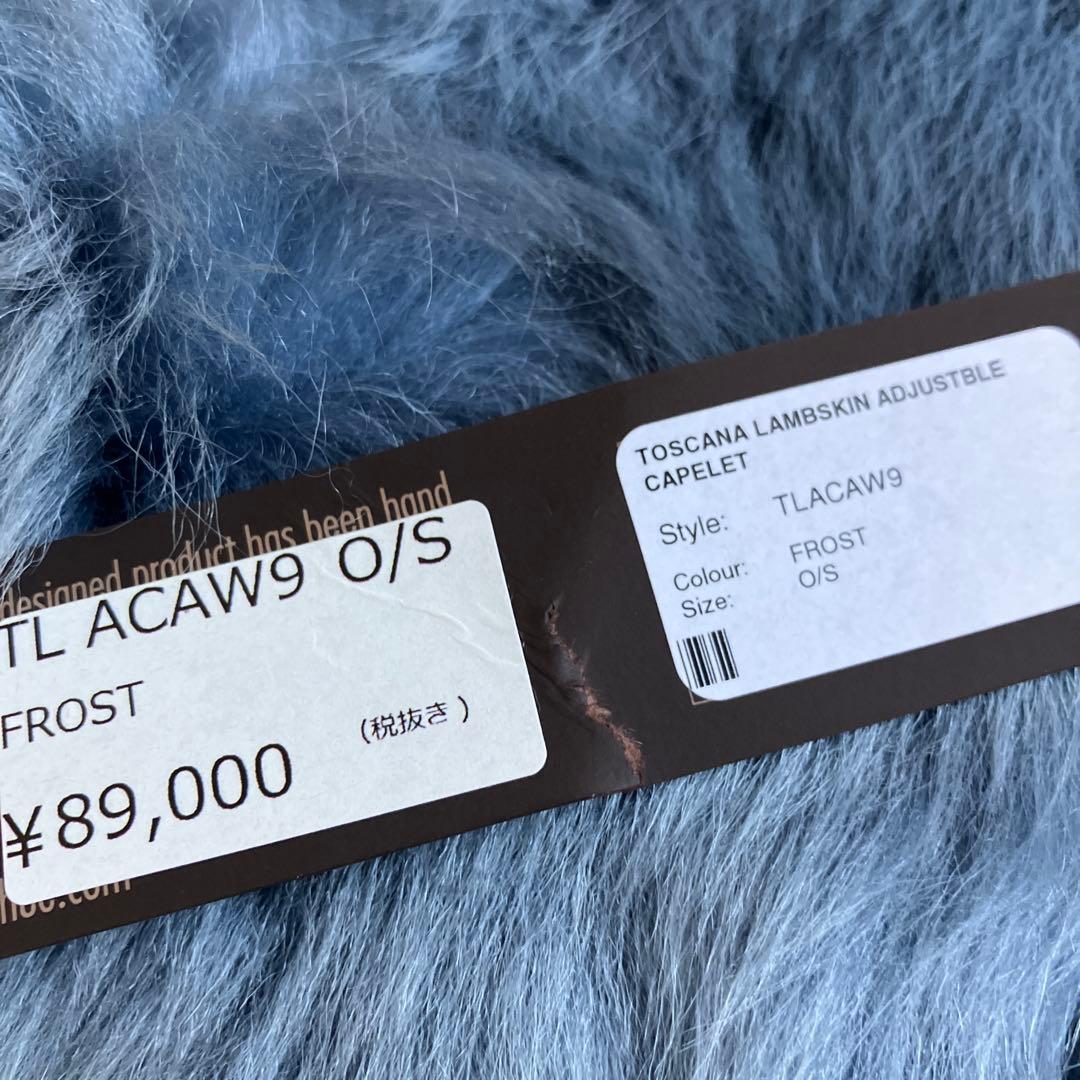 designed product has been hand
TL ACAW9 O/S
FROST
(税抜き)
¥89,000
TOSCANA LAMBSKIN ADJUSTBLE
CAPELET
Style: TLACAW9
Colour: FROST
Size: O/S